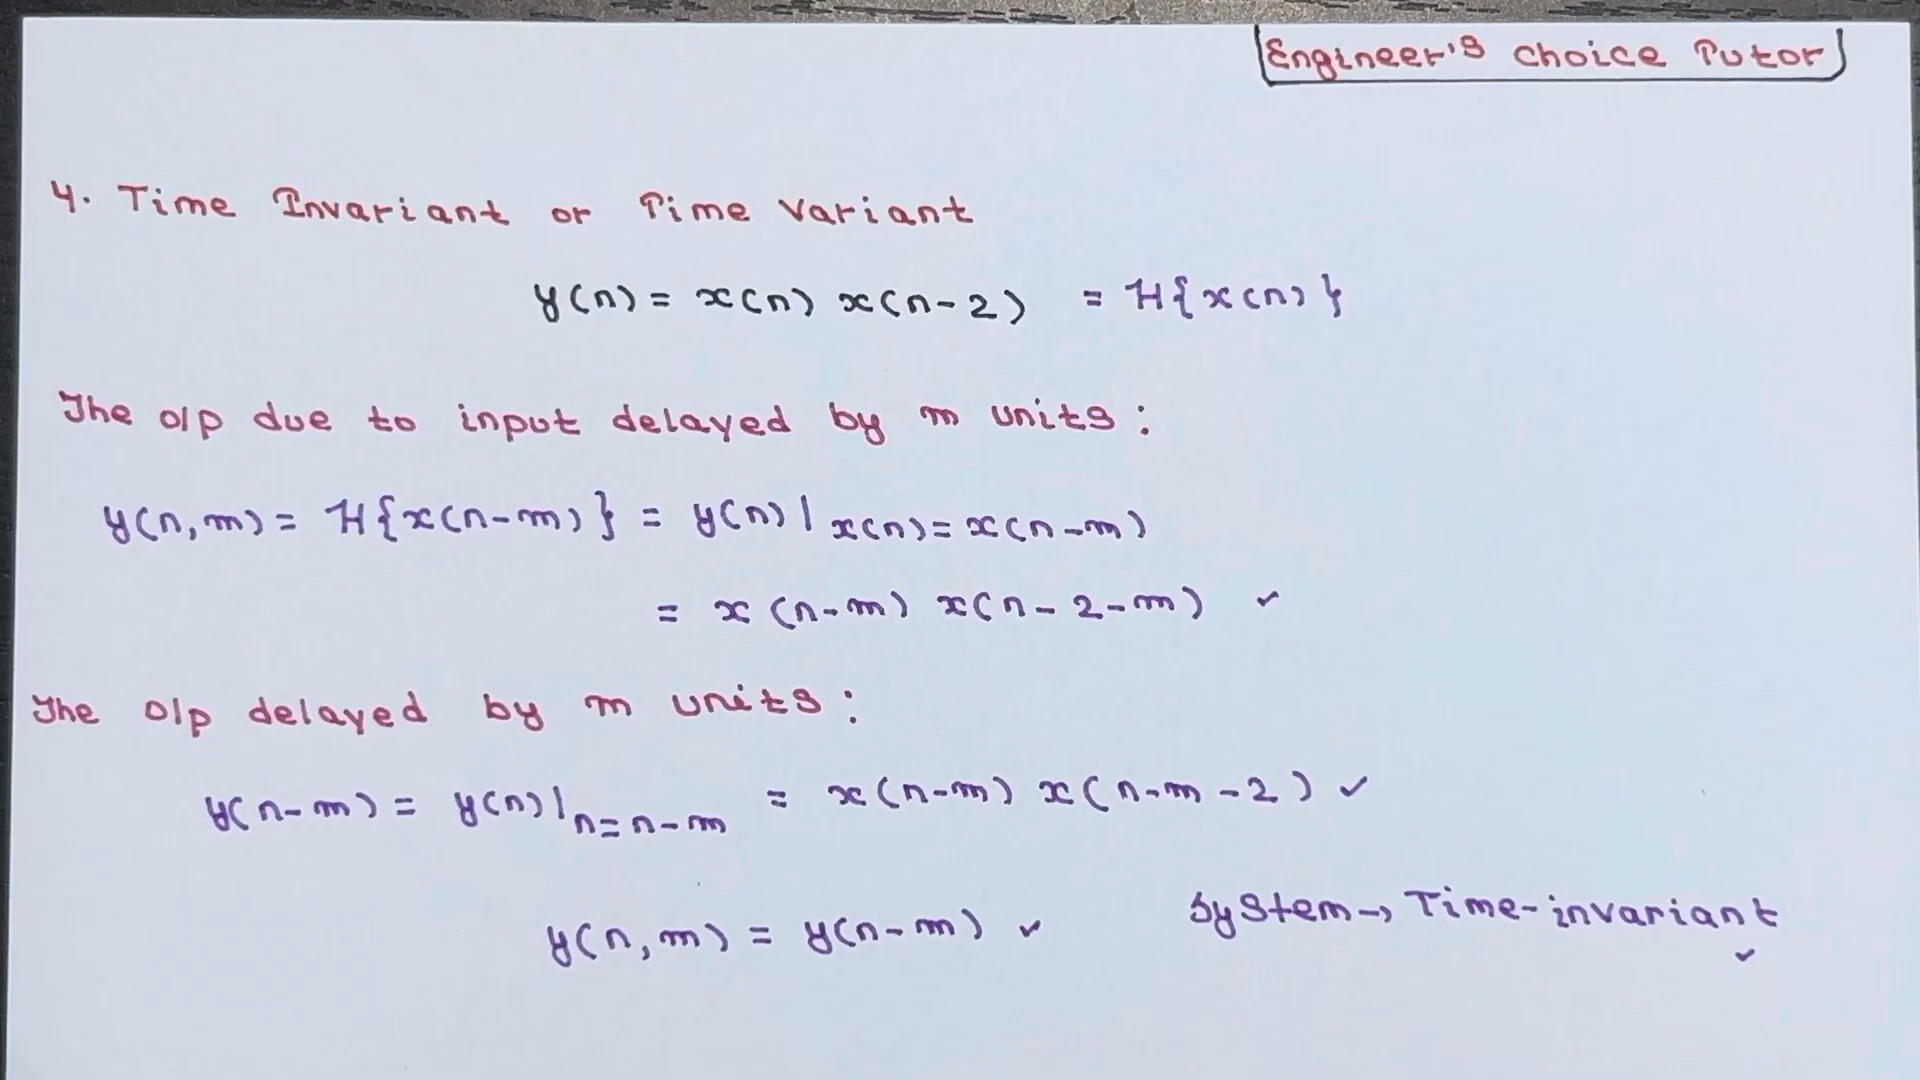 Engineer's Choice Tutor
4. Time Invariant or Time Variant
y(n) = x(n) x(n-2) = H{x(n)}
The o/p due to input delayed by m units :
y(n,m) = H{x(n-m)} = y(n)|x(n)=x(n-m)
= x(n-m) x(n-2-m) ✓
The o/p delayed by m units :
y(n-m) = y(n)|n=n-m = x(n-m) x(n-m-2) ✓
y(n,m) = y(n-m) ✓ System → Time-invariant ✓